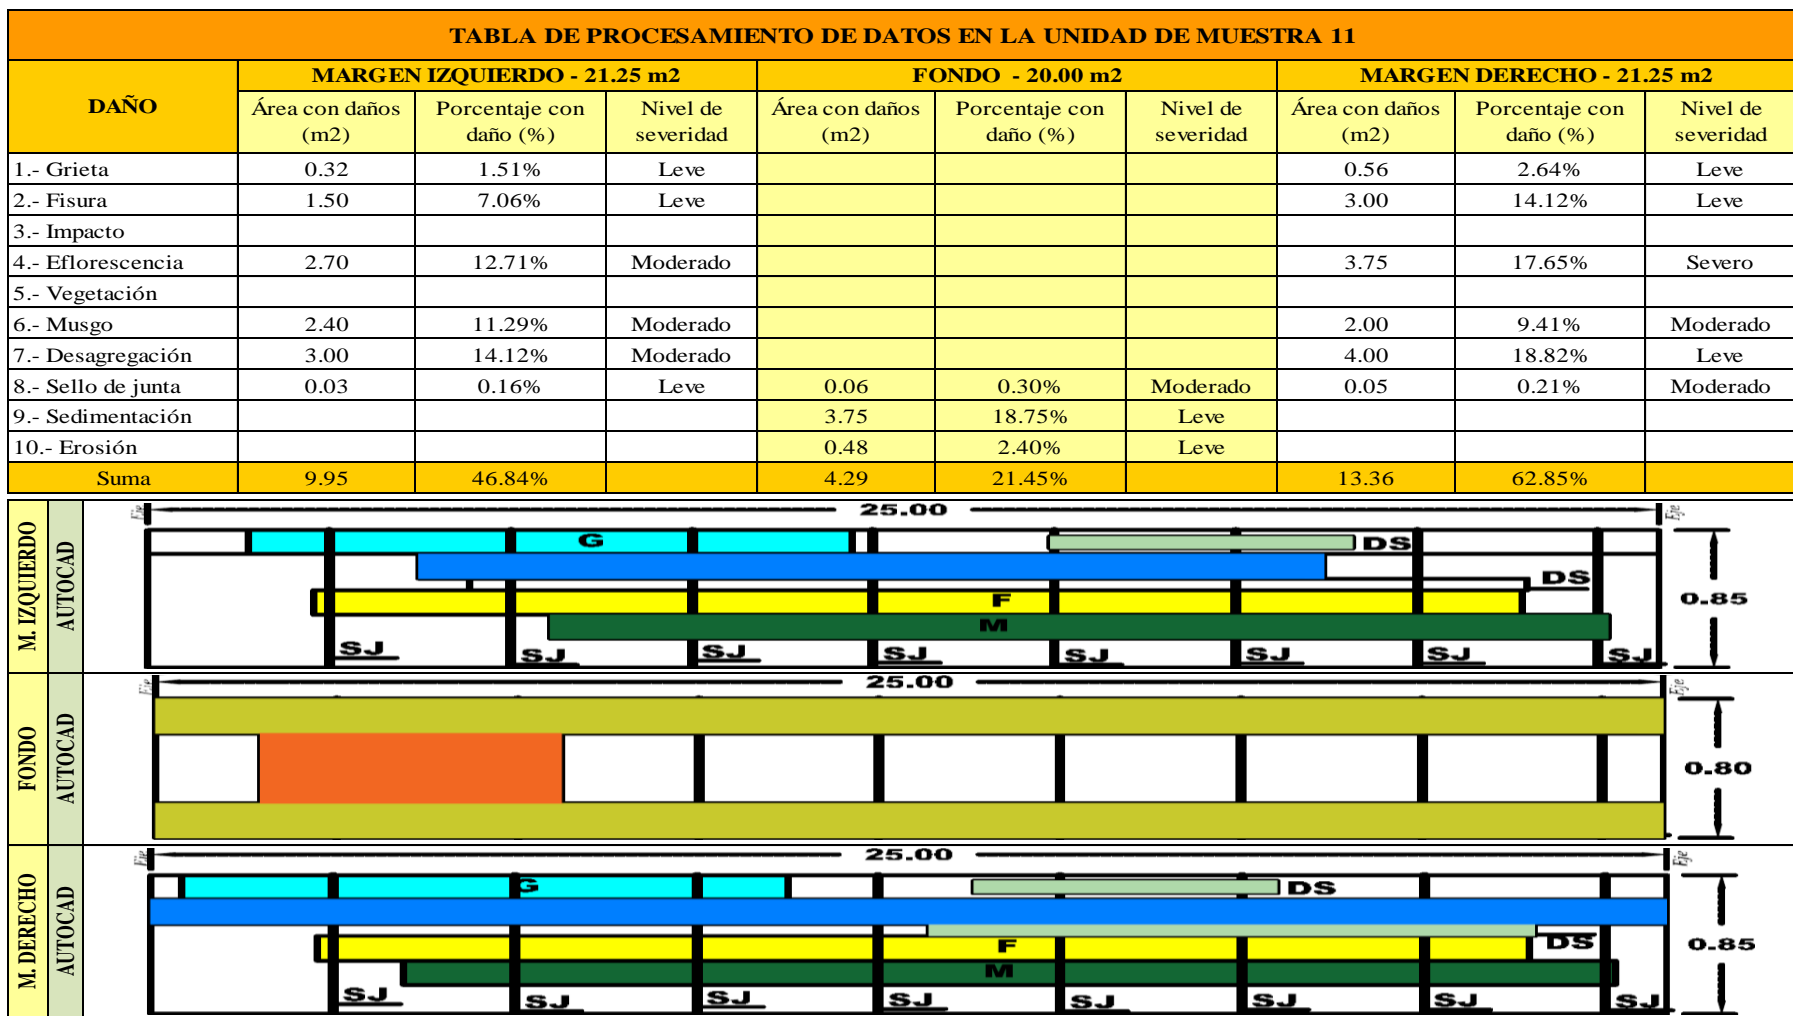 TABLA DE PROCESAMIENTO DE DATOS EN LA UNIDAD DE MUESTRA 11
DAÑO MARGEN IZQUIERDO - 21.25 m2 FONDO - 20.00 m2 MARGEN DERECHO - 21.25 m2
Área con daños (m2) Porcentaje con daño (%) Nivel de severidad Área con daños (m2) Porcentaje con daño (%) Nivel de severidad Área con daños (m2) Porcentaje con daño (%) Nivel de severidad
1.- Grieta 0.32 1.51% Leve 0.56 2.64% Leve
2.- Fisura 1.50 7.06% Leve 3.00 14.12% Leve
3.- Impacto
4.- Eflorescencia 2.70 12.71% Moderado 3.75 17.65% Severo
5.- Vegetación
6.- Musgo 2.40 11.29% Moderado 2.00 9.41% Moderado
7.- Desagregación 3.00 14.12% Moderado 4.00 18.82% Leve
8.- Sello de junta 0.03 0.16% Leve 0.06 0.30% Moderado 0.05 0.21% Moderado
9.- Sedimentación 3.75 18.75% Leve
10.- Erosión 0.48 2.40% Leve
Suma 9.95 46.84% 4.29 21.45% 13.36 62.85%
M. IZQUIERDO
AUTOCAD
Eje 25.00 Eje
G DS
DS
F 0.85
M
SJ SJ SJ SJ SJ SJ SJ SJ
FONDO
AUTOCAD
Eje 25.00 Eje
0.80
M. DERECHO
AUTOCAD
Eje 25.00 Eje
G DS
F DS 0.85
M
SJ SJ SJ SJ SJ SJ SJ SJ